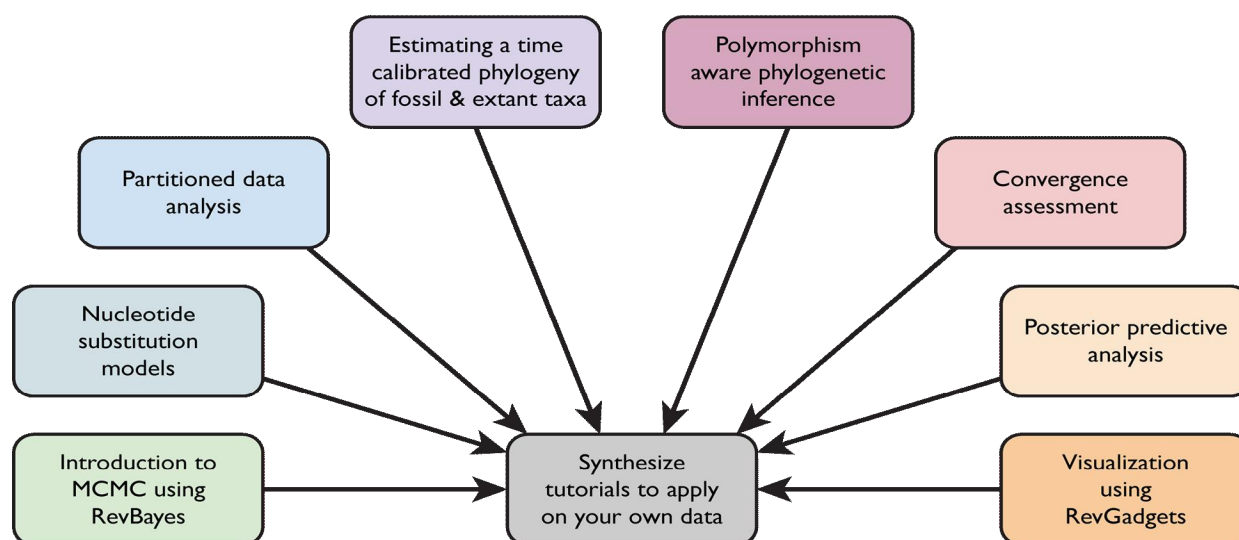 Estimating a time
calibrated phylogeny
of fossil & extant taxa
Polymorphism
aware phylogenetic
inference
Partitioned data
analysis
Convergence
assessment
Nucleotide
substitution
models
Posterior predictive
analysis
Introduction to
MCMC using
RevBayes
Synthesize
tutorials to apply
on your own data
Visualization
using
RevGadgets